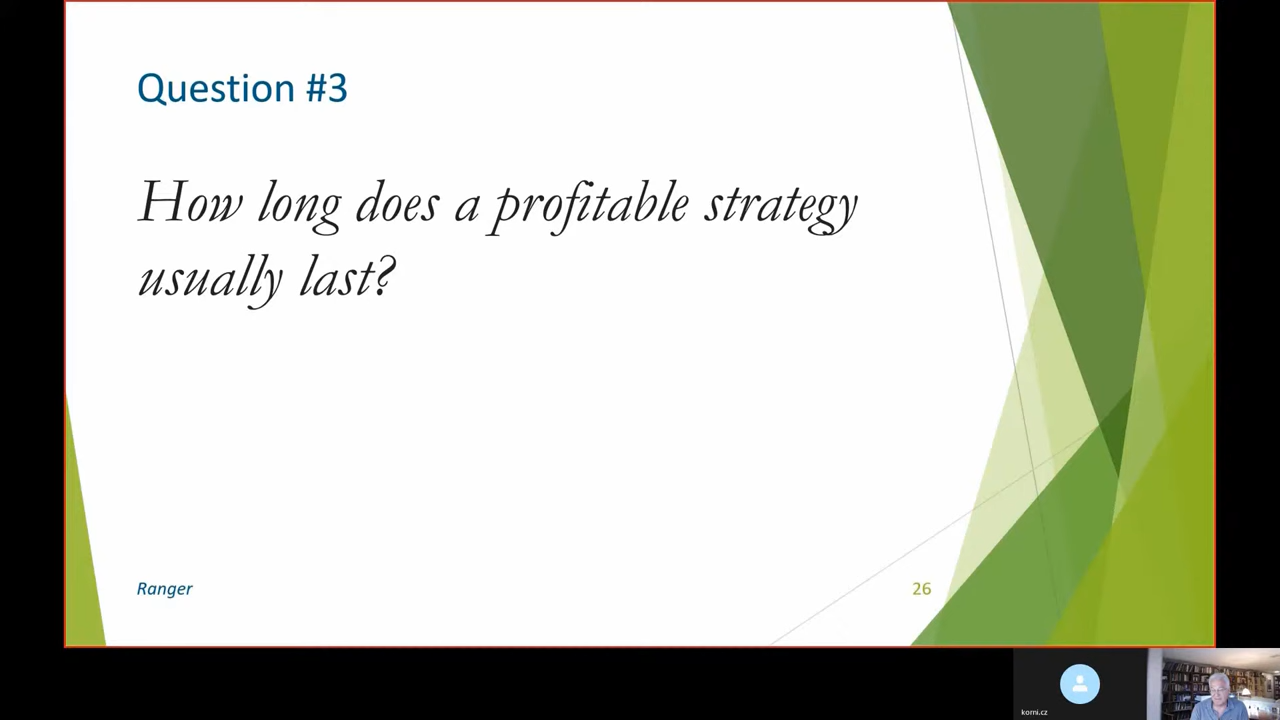 Question #3
How long does a profitable strategy
usually last?
Ranger
26
korni.cz